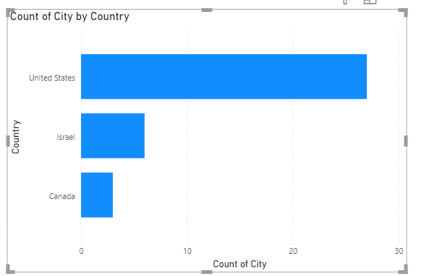 Count of City by Country
United States
Israel
Canada
Country
0 10 20 30
Count of City